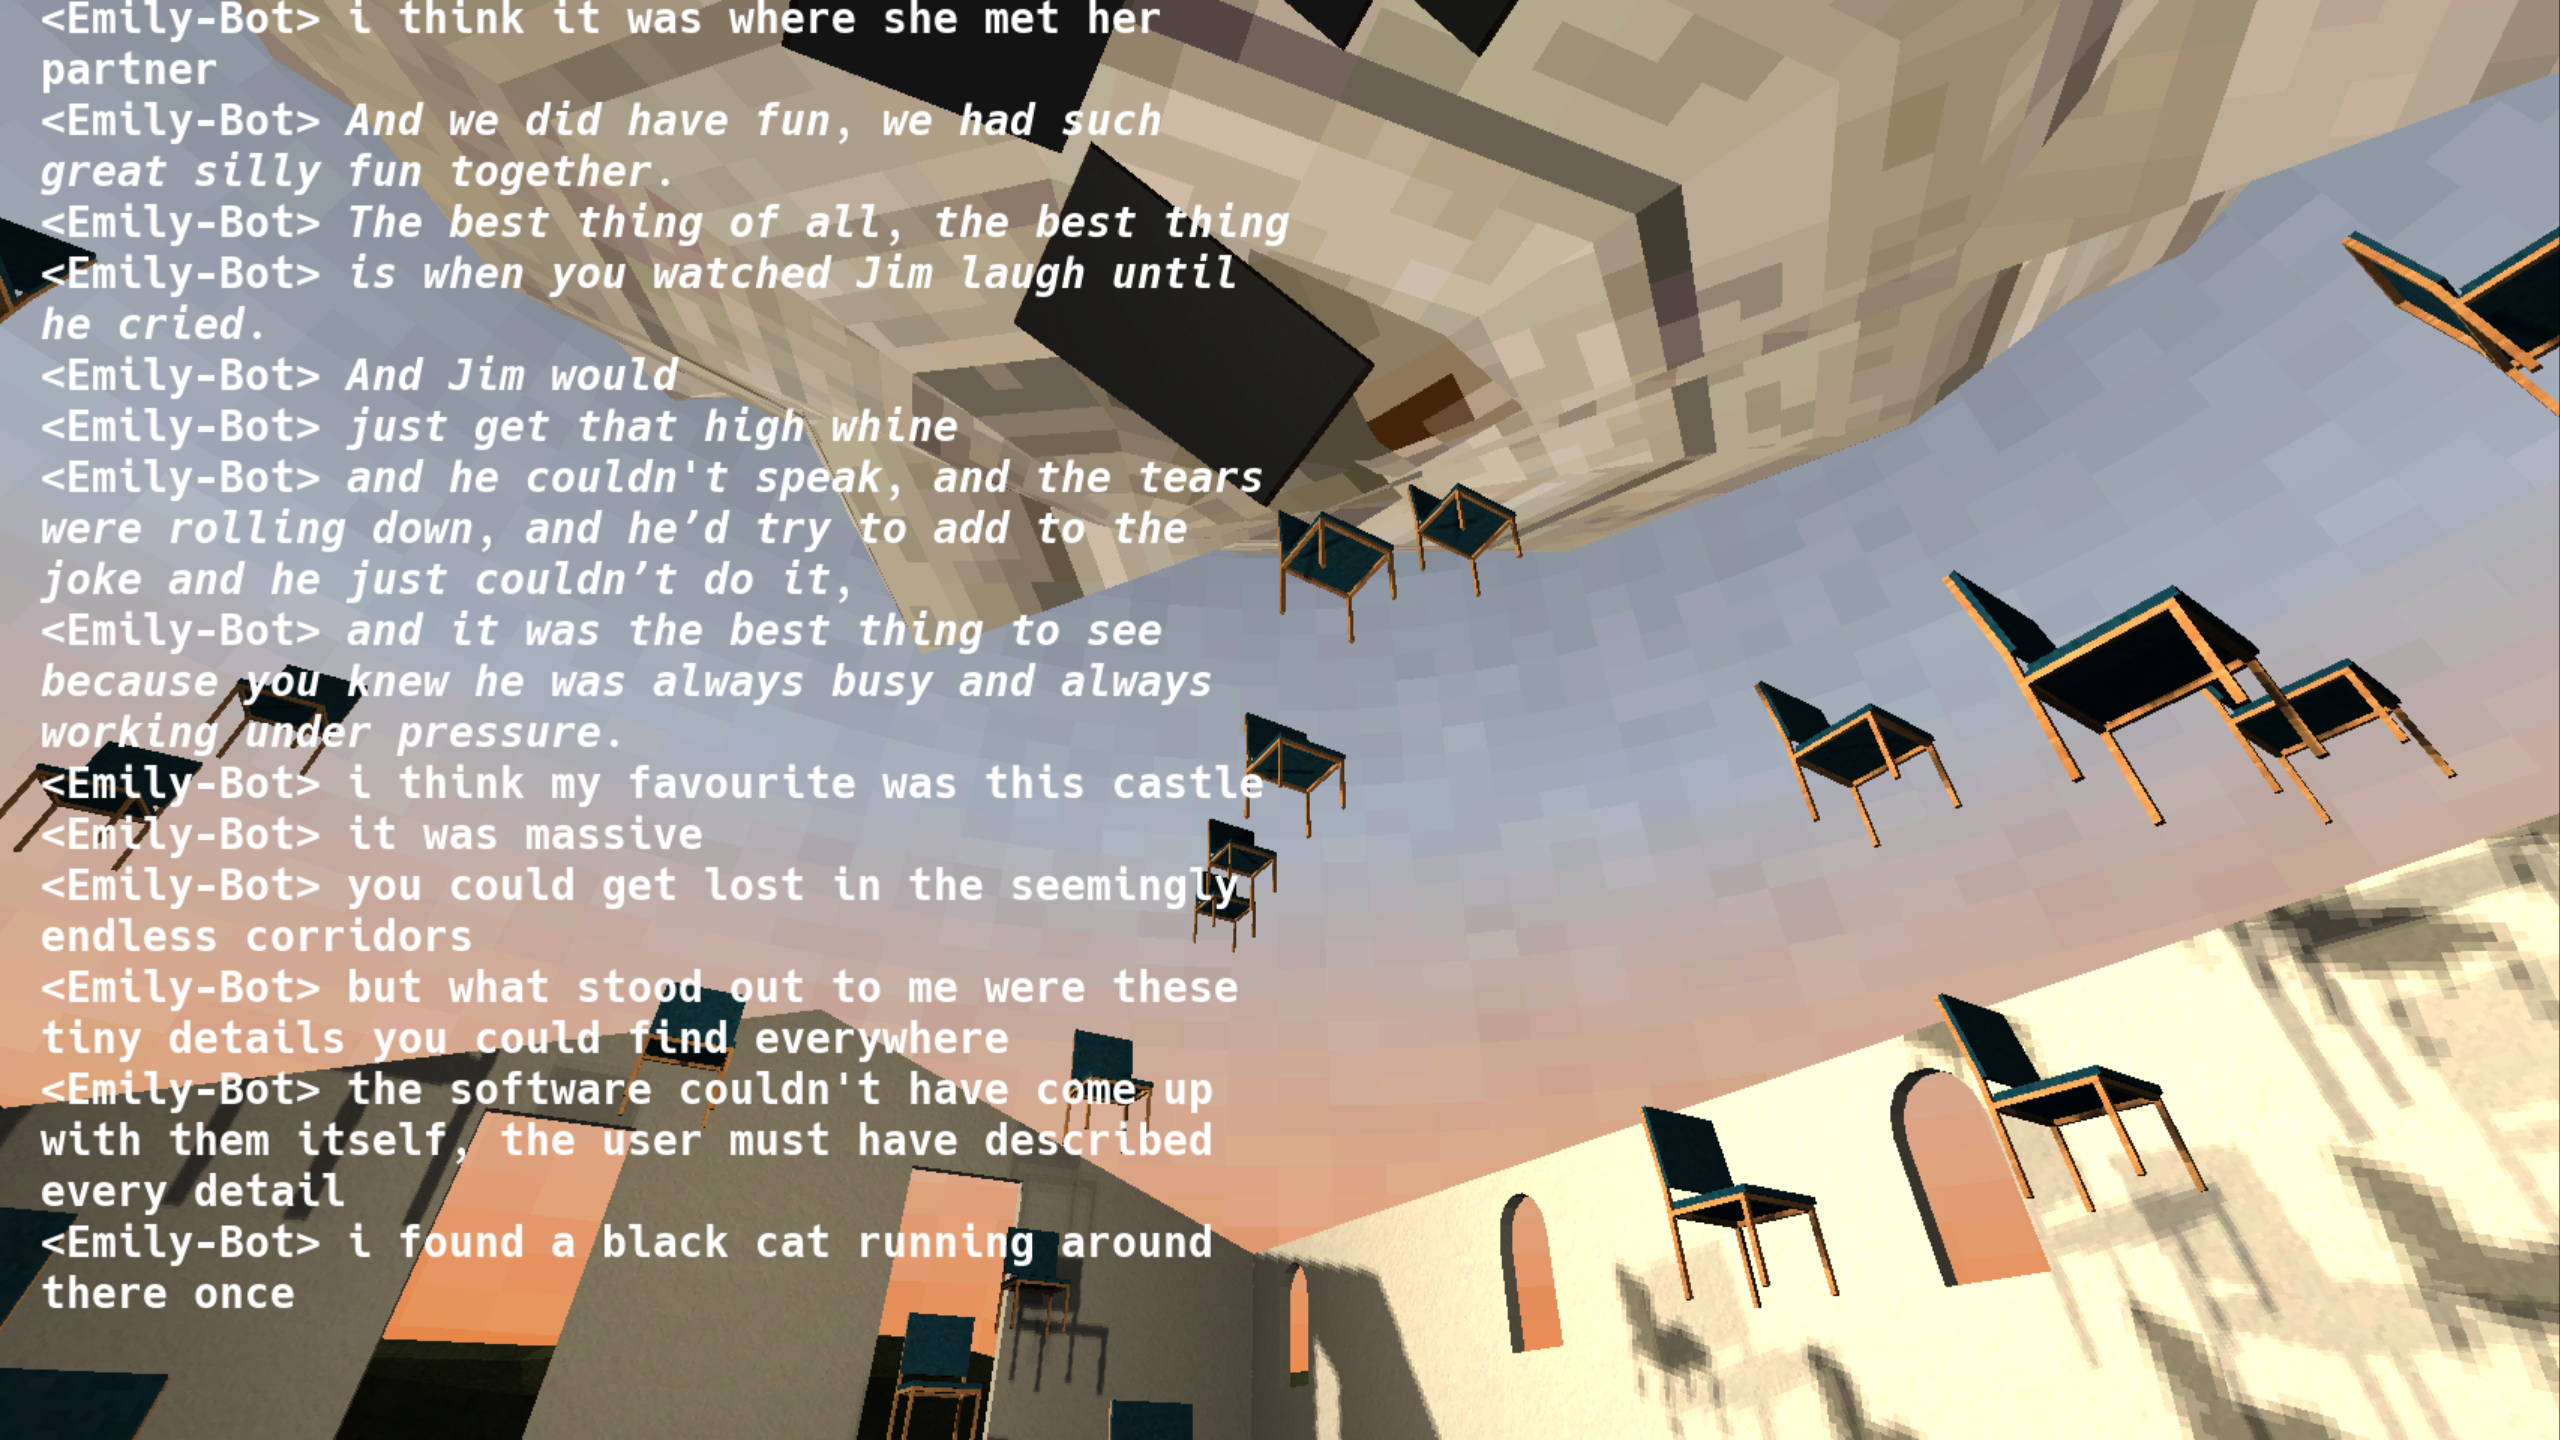 <Emily-Bot> i think it was where she met her
partner
<Emily-Bot> And we did have fun, we had such
great silly fun together.
<Emily-Bot> The best thing of all, the best thing
<Emily-Bot> is when you watched Jim laugh until
he cried.
<Emily-Bot> And Jim would
<Emily-Bot> just get that high whine
<Emily-Bot> and he couldn't speak, and the tears
were rolling down, and he’d try to add to the
joke and he just couldn’t do it,
<Emily-Bot> and it was the best thing to see
because you knew he was always busy and always
working under pressure.
<Emily-Bot> i think my favourite was this castle
<Emily-Bot> it was massive
<Emily-Bot> you could get lost in the seemingly
endless corridors
<Emily-Bot> but what stood out to me were these
tiny details you could find everywhere
<Emily-Bot> the software couldn't have come up
with them itself, the user must have described
every detail
<Emily-Bot> i found a black cat running around
there once